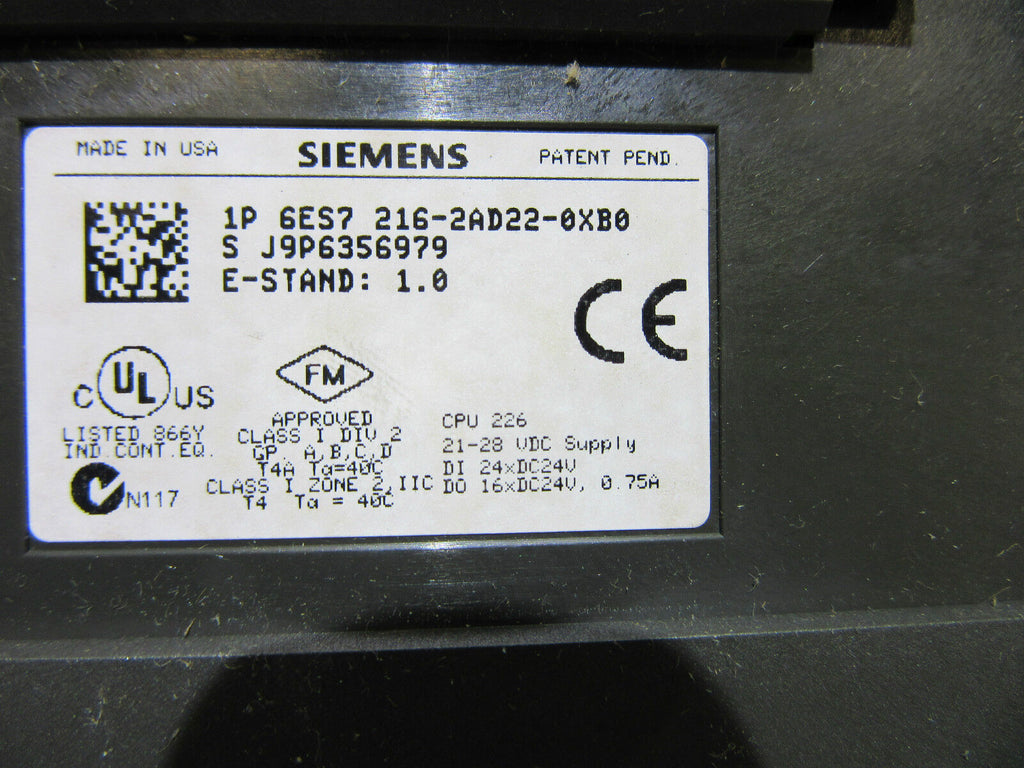 MADE IN USA SIEMENS PATENT PEND.
1P 6ES7 216-2AD22-0XB0
S J9P6356979
E-STAND: 1.0
CE
C UL US
LISTED 866Y
IND.CONT.EQ.
N117
FM
APPROVED
CLASS I DIV 2
GP. A,B,C,D
T4A Ta=40C
CLASS I ZONE 2,IIC
T4 Ta = 40C
CPU 226
21-28 VDC Supply
DI 24xDC24V
DO 16xDC24V, 0.75A